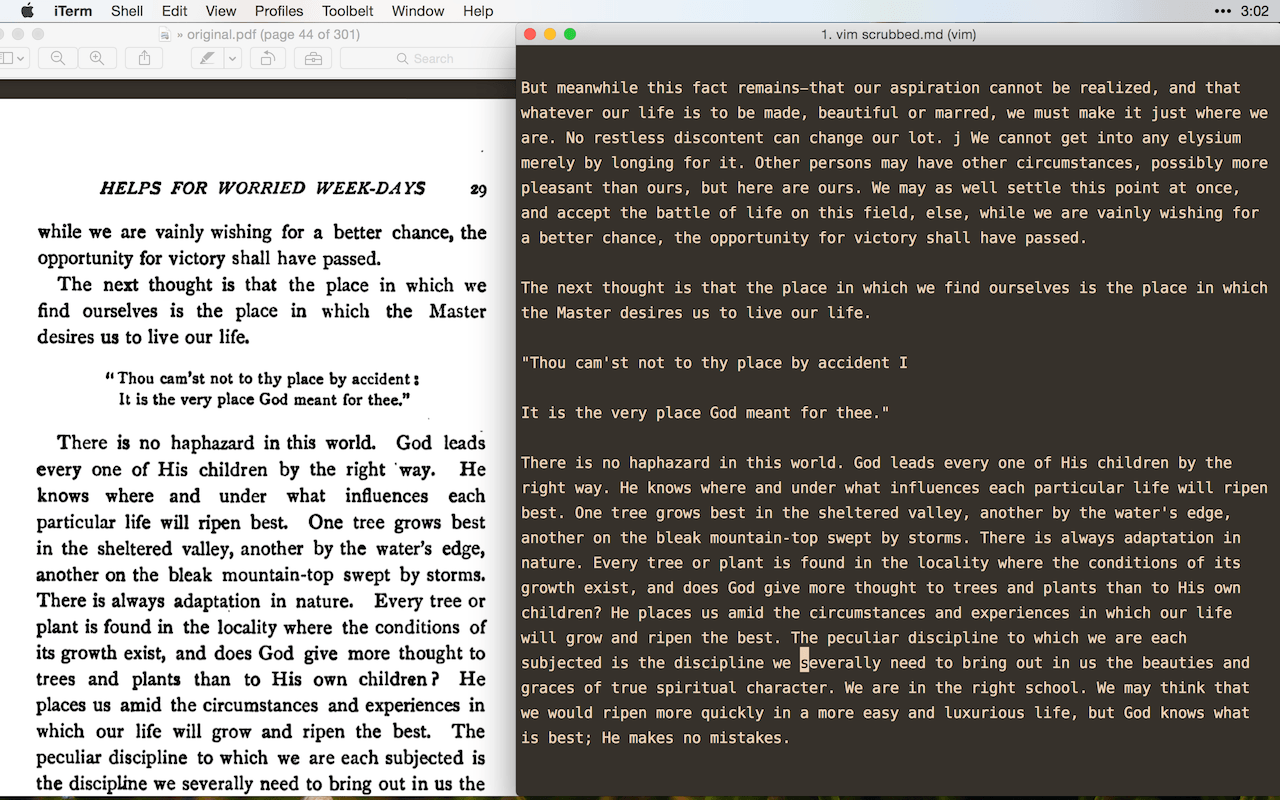 iTerm Shell Edit View Profiles Toolbelt Window Help ••• 3:02
» original.pdf (page 44 of 301)
Search
HELPS FOR WORRIED WEEK-DAYS 29
while we are vainly wishing for a better chance, the
opportunity for victory shall have passed.
The next thought is that the place in which we
find ourselves is the place in which the Master
desires us to live our life.
“Thou cam’st not to thy place by accident:
It is the very place God meant for thee.”
There is no haphazard in this world. God leads
every one of His children by the right way. He
knows where and under what influences each
particular life will ripen best. One tree grows best
in the sheltered valley, another by the water’s edge,
another on the bleak mountain-top swept by storms.
There is always adaptation in nature. Every tree or
plant is found in the locality where the conditions of
its growth exist, and does God give more thought to
trees and plants than to His own children? He
places us amid the circumstances and experiences in
which our life will grow and ripen the best. The
peculiar discipline to which we are each subjected is
the discipline we severally need to bring out in us the
1. vim scrubbed.md (vim)
But meanwhile this fact remains—that our aspiration cannot be realized, and that
whatever our life is to be made, beautiful or marred, we must make it just where we
are. No restless discontent can change our lot. j We cannot get into any elysium
merely by longing for it. Other persons may have other circumstances, possibly more
pleasant than ours, but here are ours. We may as well settle this point at once,
and accept the battle of life on this field, else, while we are vainly wishing for
a better chance, the opportunity for victory shall have passed.
The next thought is that the place in which we find ourselves is the place in which
the Master desires us to live our life.
"Thou cam'st not to thy place by accident I
It is the very place God meant for thee."
There is no haphazard in this world. God leads every one of His children by the
right way. He knows where and under what influences each particular life will ripen
best. One tree grows best in the sheltered valley, another by the water's edge,
another on the bleak mountain-top swept by storms. There is always adaptation in
nature. Every tree or plant is found in the locality where the conditions of its
growth exist, and does God give more thought to trees and plants than to His own
children? He places us amid the circumstances and experiences in which our life
will grow and ripen the best. The peculiar discipline to which we are each
subjected is the discipline we severally need to bring out in us the beauties and
graces of true spiritual character. We are in the right school. We may think that
we would ripen more quickly in a more easy and luxurious life, but God knows what
is best; He makes no mistakes.